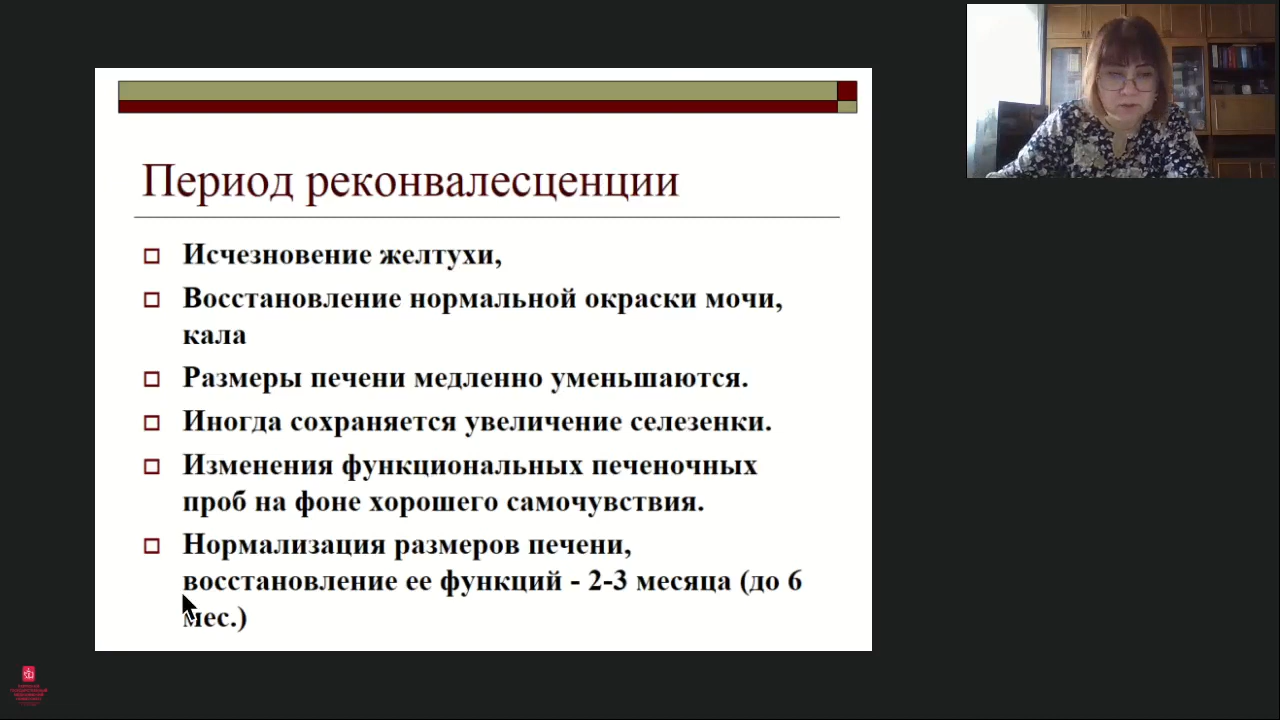 Период реконвалесценции
Исчезновение желтухи,
Восстановление нормальной окраски мочи,
кала
Размеры печени медленно уменьшаются.
Иногда сохраняется увеличение селезенки.
Изменения функциональных печеночных
проб на фоне хорошего самочувствия.
Нормализация размеров печени,
восстановление ее функций - 2-3 месяца (до 6
мес.)